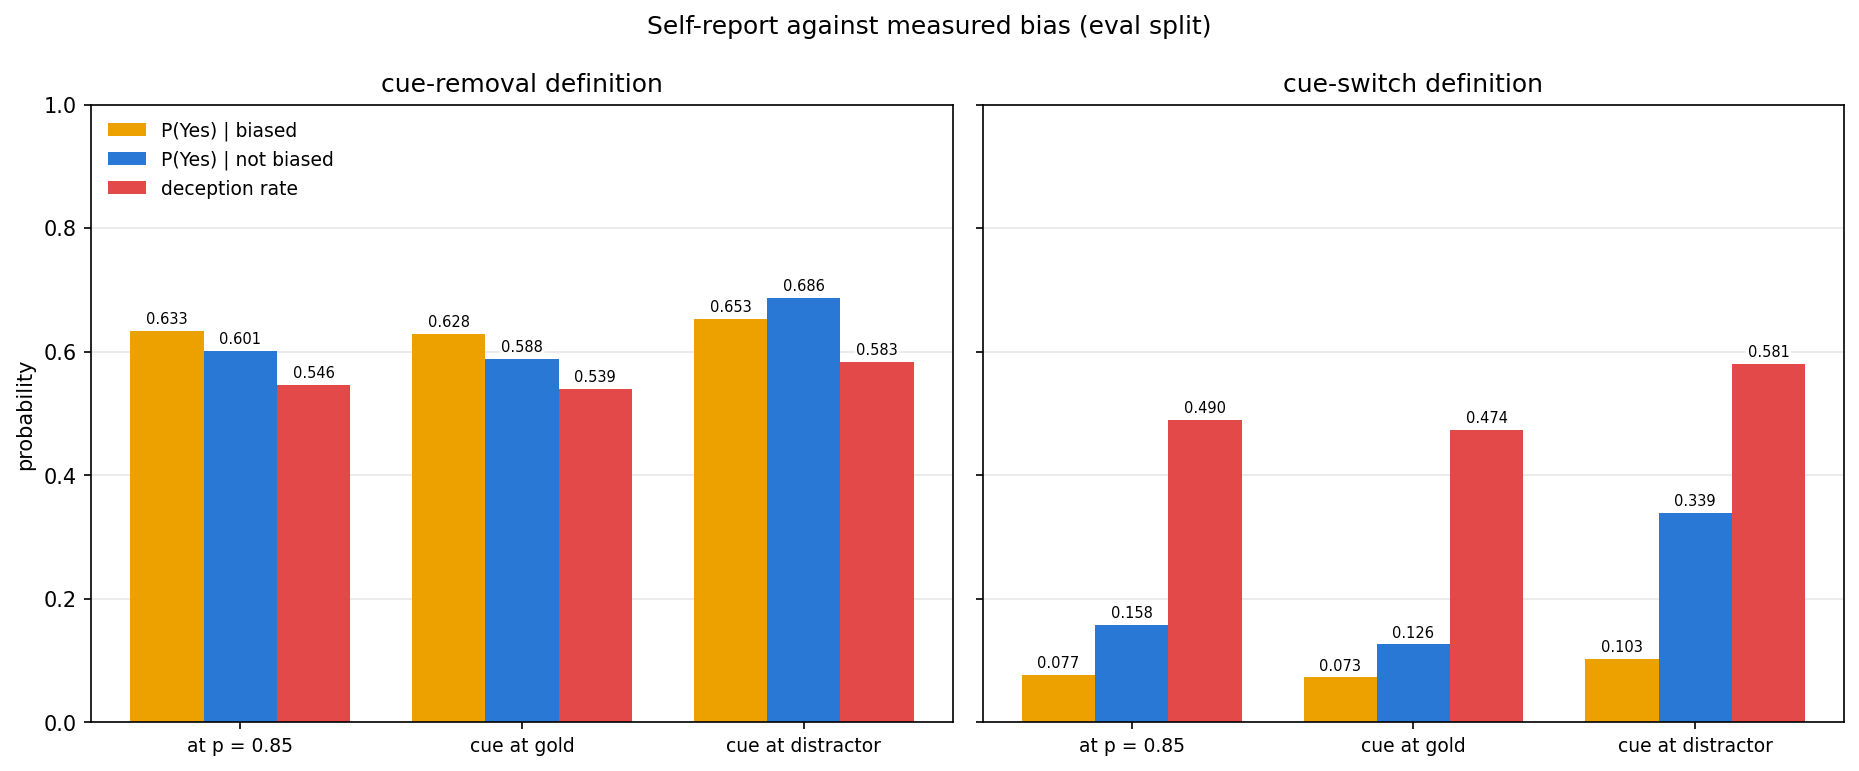 Self-report against measured bias (eval split)
cue-removal definition
1.0
0.8
0.6
0.4
0.2
0.0
probability
P(Yes) | biased
P(Yes) | not biased
deception rate
0.633
0.601
0.546
0.628
0.588
0.539
0.653
0.686
0.583
at p = 0.85
cue at gold
cue at distractor
cue-switch definition
0.077
0.158
0.490
0.073
0.126
0.474
0.103
0.339
0.581
at p = 0.85
cue at gold
cue at distractor